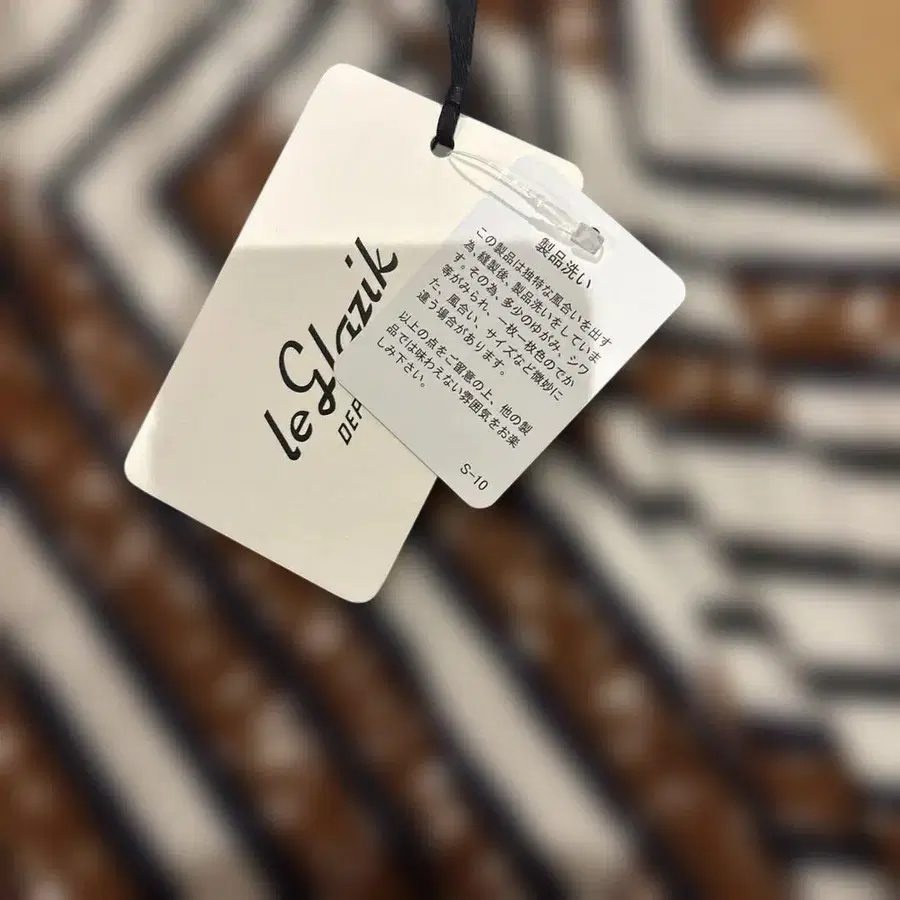 le Glazik
DEP
製品洗い
この製品は独特な風合いを出す
為、縫製後、製品洗いをしていま
す。その為、多少のゆがみ、シワ
等がみられ、一枚一枚色のでか
た、風合い、サイズなど微妙に
違う場合があります。
以上の点をご留意の上、他の製
品では味わえない雰囲気をお楽
しみ下さい。
S-10